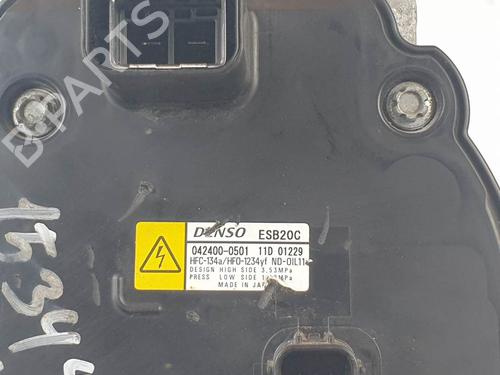 B-PARTS
DENSO ESB20C
042400-0501 11D 01229
HFC-134a/HFO-1234yf ND-OIL11
DESIGN HIGH SIDE 3.53MPa
PRESS LOW SIDE
MADE IN JAPAN
1534